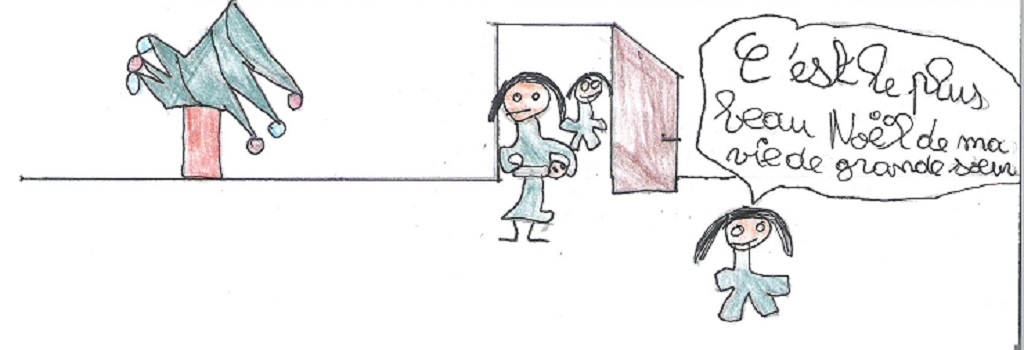 C'est le plus
beau Noël de ma
vie de grande sœur